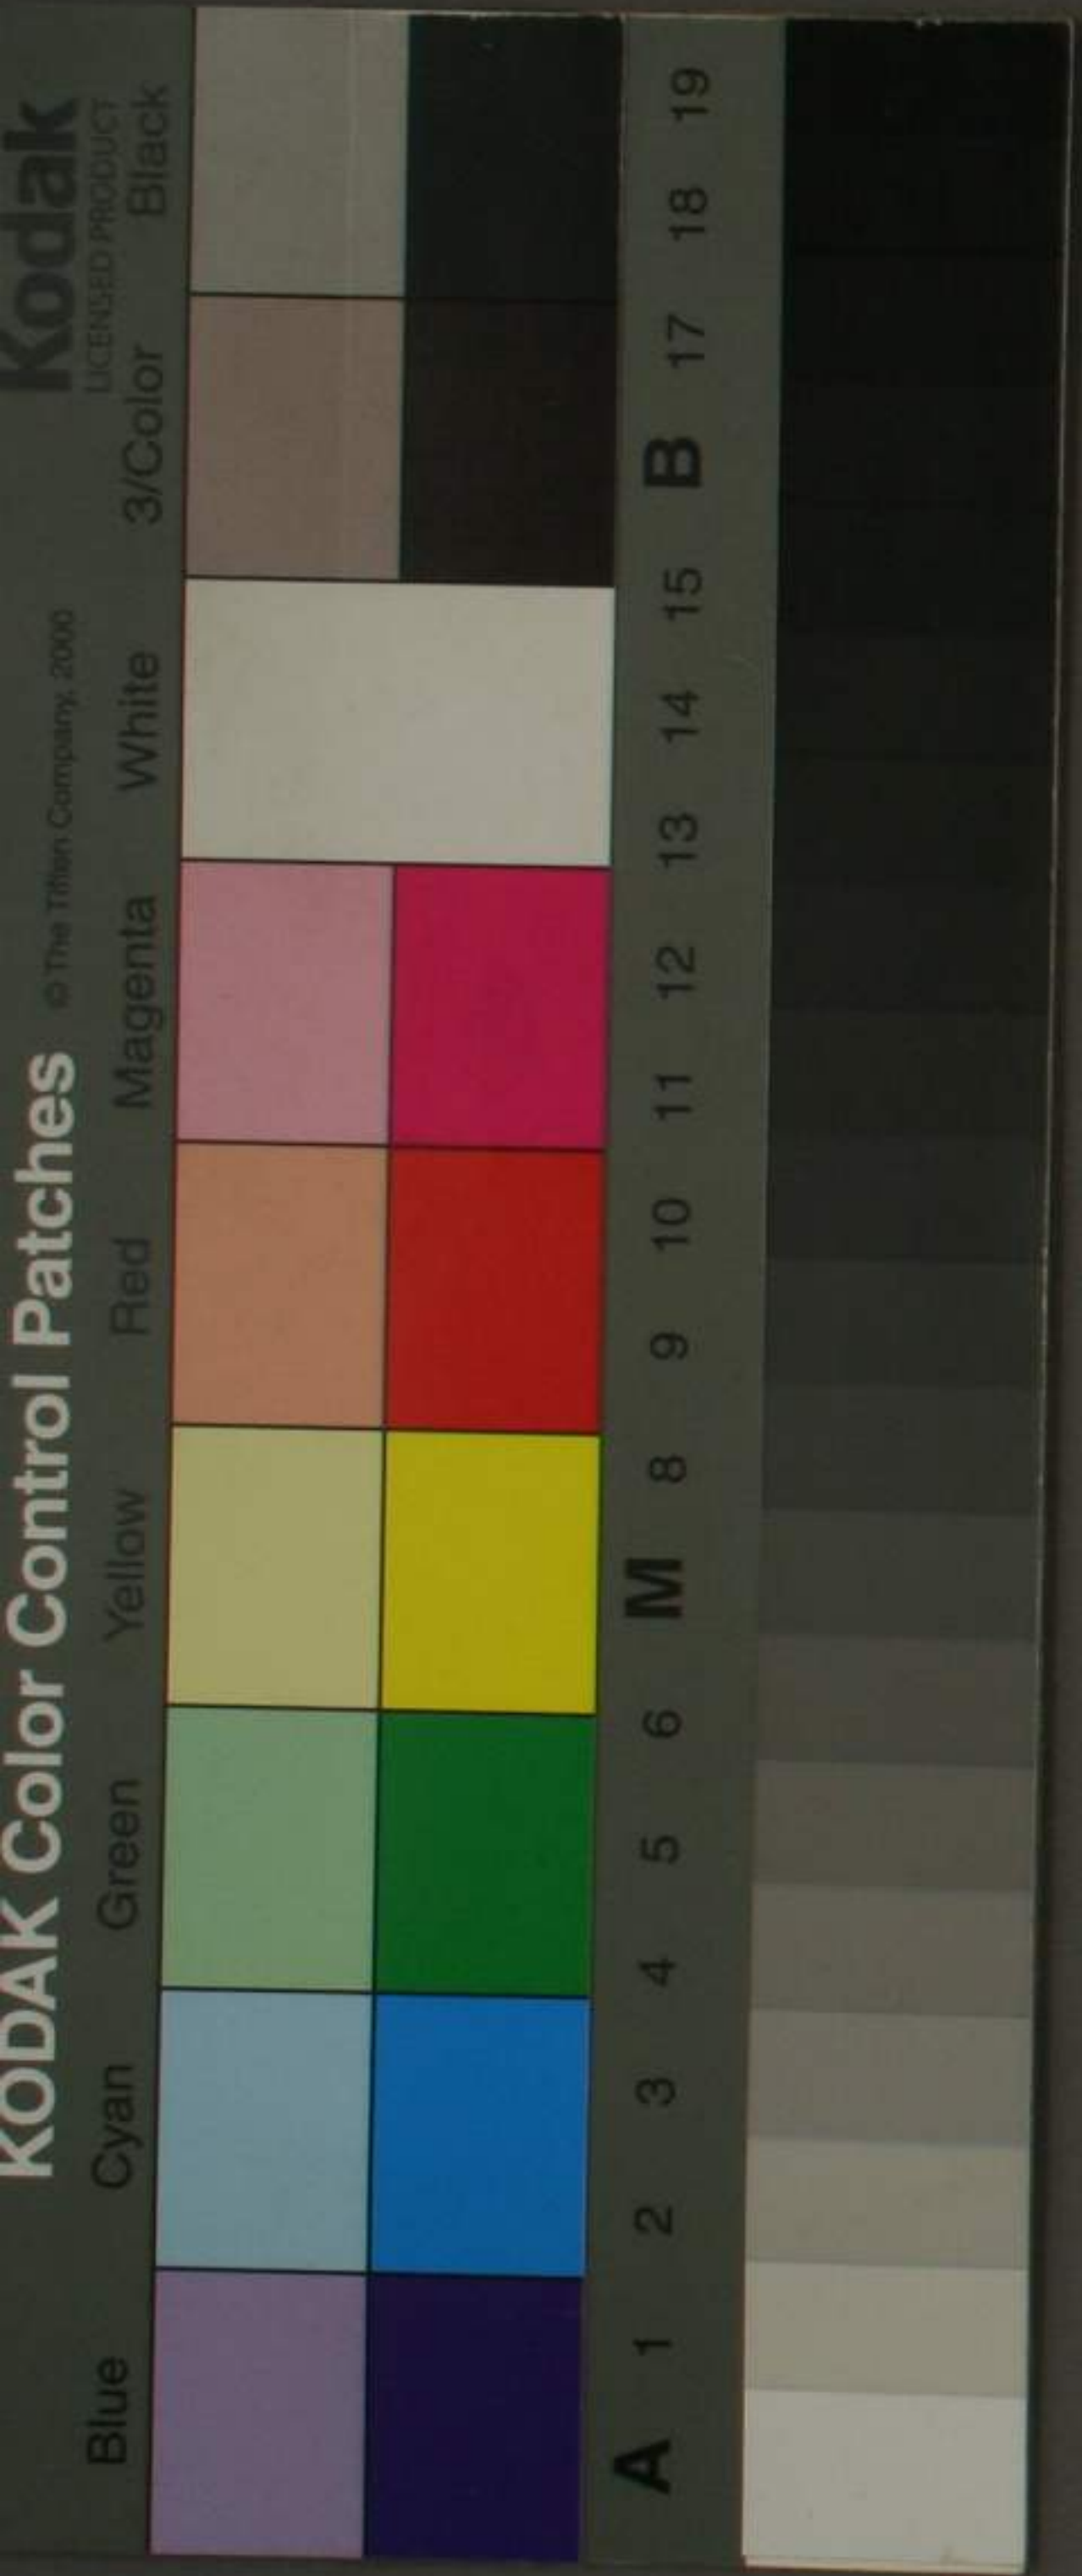 KODAK Color Control Patches © The Tiffen Company, 2000 Kodak
LICENSED PRODUCT
Blue Cyan Green Yellow Red Magenta White 3/Color Black
A 1 2 3 4 5 6 M 8 9 10 11 12 13 14 15 B 17 18 19